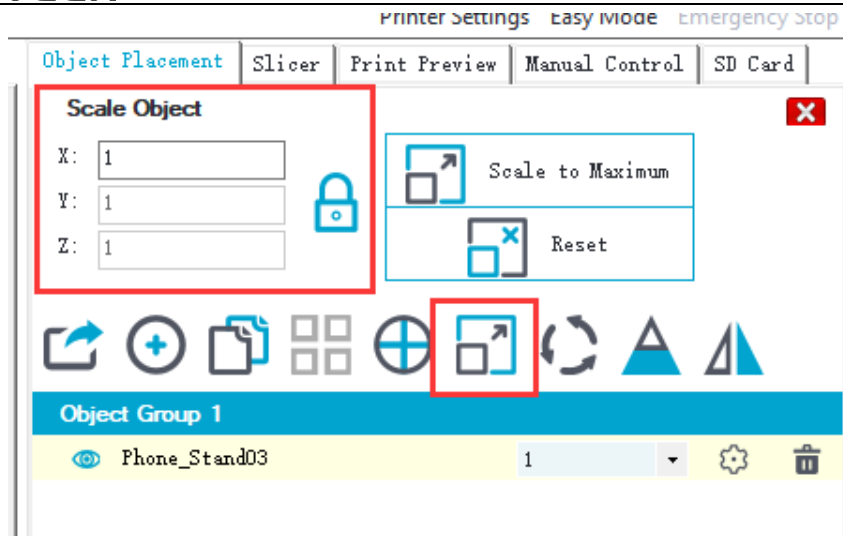 Printer Settings Easy Mode Emergency Stop
Object Placement Slicer Print Preview Manual Control SD Card
Scale Object
X: 1
Y: 1
Z: 1
Scale to Maximum
Reset
Object Group 1
Phone_Stand03 1